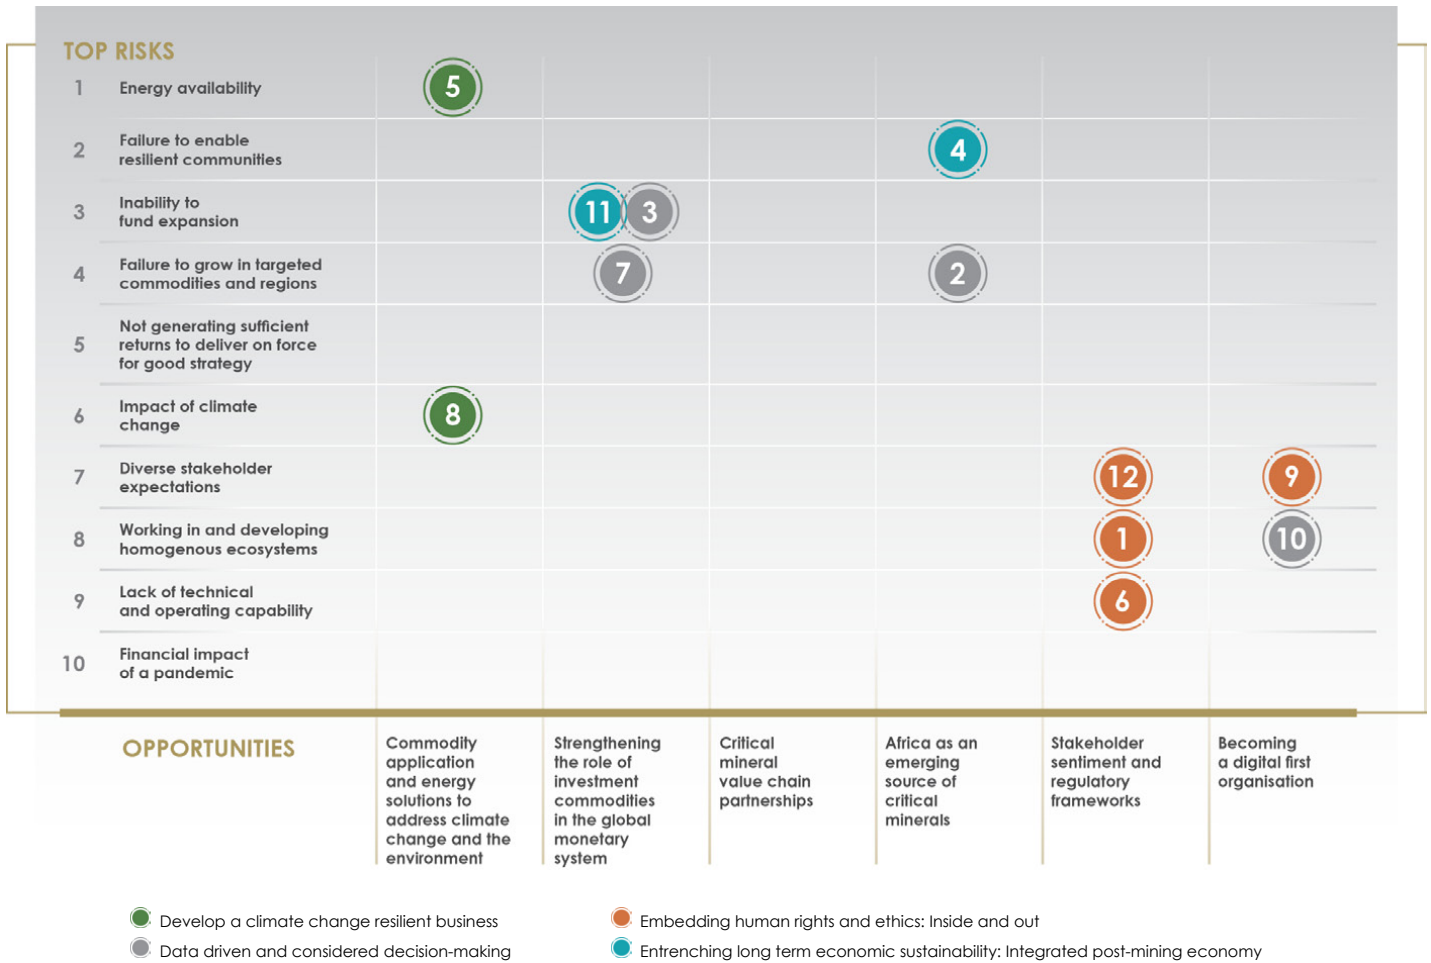 TOP RISKS
1 Energy availability
5
2 Failure to enable
resilient communities
4
3 Inability to
fund expansion
11 3
4 Failure to grow in targeted
commodities and regions
7 2
5 Not generating sufficient
returns to deliver on force
for good strategy
6 Impact of climate
change
8
7 Diverse stakeholder
expectations
12 9
8 Working in and developing
homogenous ecosystems
1 10
9 Lack of technical
and operating capability
6
10 Financial impact
of a pandemic
OPPORTUNITIES
Commodity
application
and energy
solutions to
address climate
change and the
environment
Strengthening
the role of
investment
commodities
in the global
monetary
system
Critical
mineral
value chain
partnerships
Africa as an
emerging
source of
critical
minerals
Stakeholder
sentiment and
regulatory
frameworks
Becoming
a digital first
organisation
Develop a climate change resilient business
Data driven and considered decision-making
Embedding human rights and ethics: Inside and out
Entrenching long term economic sustainability: Integrated post-mining economy